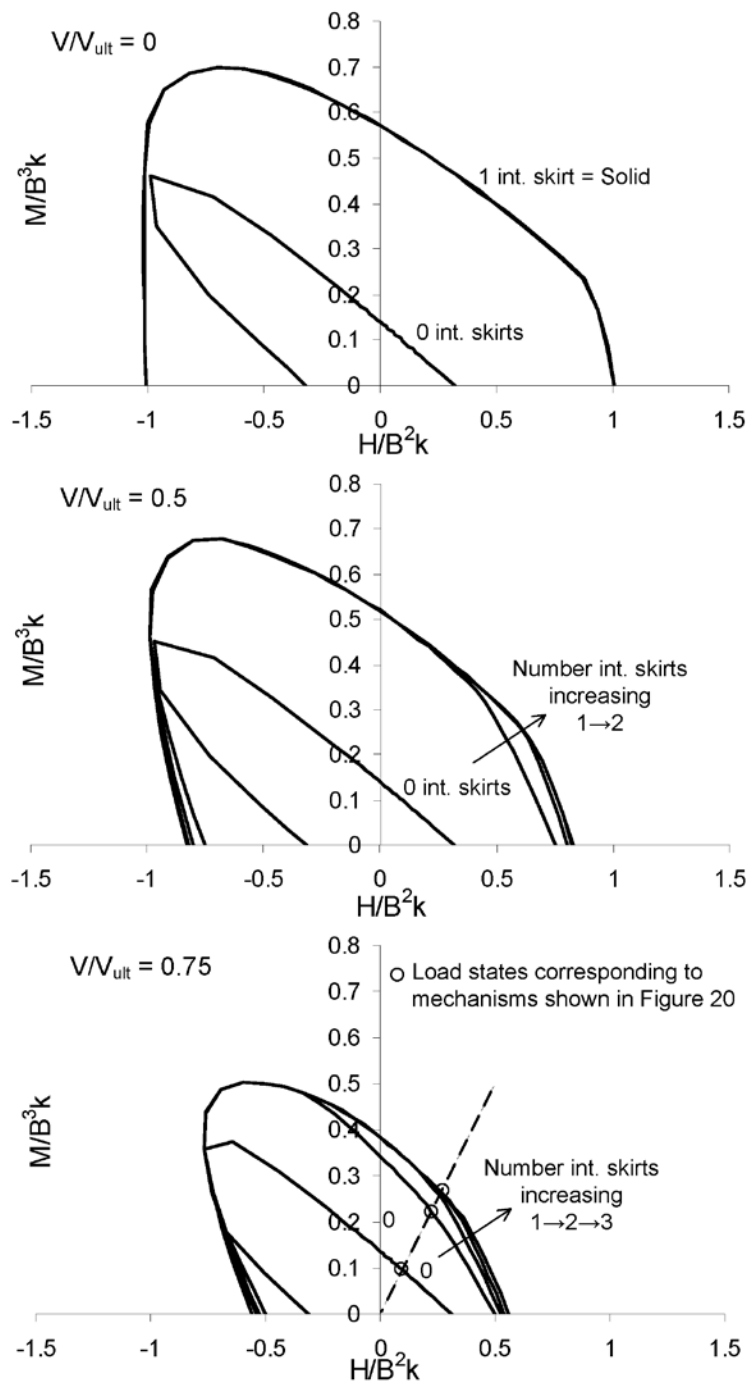 V/Vult = 0
0.8
0.7
0.6
0.5
0.4
0.3
0.2
0.1
0
M/B³k
1 int. skirt = Solid
0 int. skirts
-1.5
-1
-0.5
0
0.5
1
1.5
H/B²k
V/Vult = 0.5
0.8
0.7
0.6
0.5
0.4
0.3
0.2
0.1
0
M/B³k
Number int. skirts
increasing
1→2
0 int. skirts
-1.5
-1
-0.5
0
0.5
1
1.5
H/B²k
V/Vult = 0.75
0.8
0.7
0.6
0.5
0.4
0.3
0.2
0.1
0
M/B³k
Load states corresponding to
mechanisms shown in Figure 20
Number int. skirts
increasing
1→2→3
0
0
-1.5
-1
-0.5
0
0.5
1
1.5
H/B²k